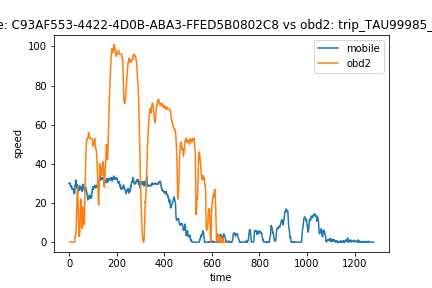 e: C93AF553-4422-4D0B-ABA3-FFED5B0802C8 vs obd2: trip_TAU99985_
mobile
obd2
100
80
60
40
20
0
speed
0 200 400 600 800 1000 1200
time